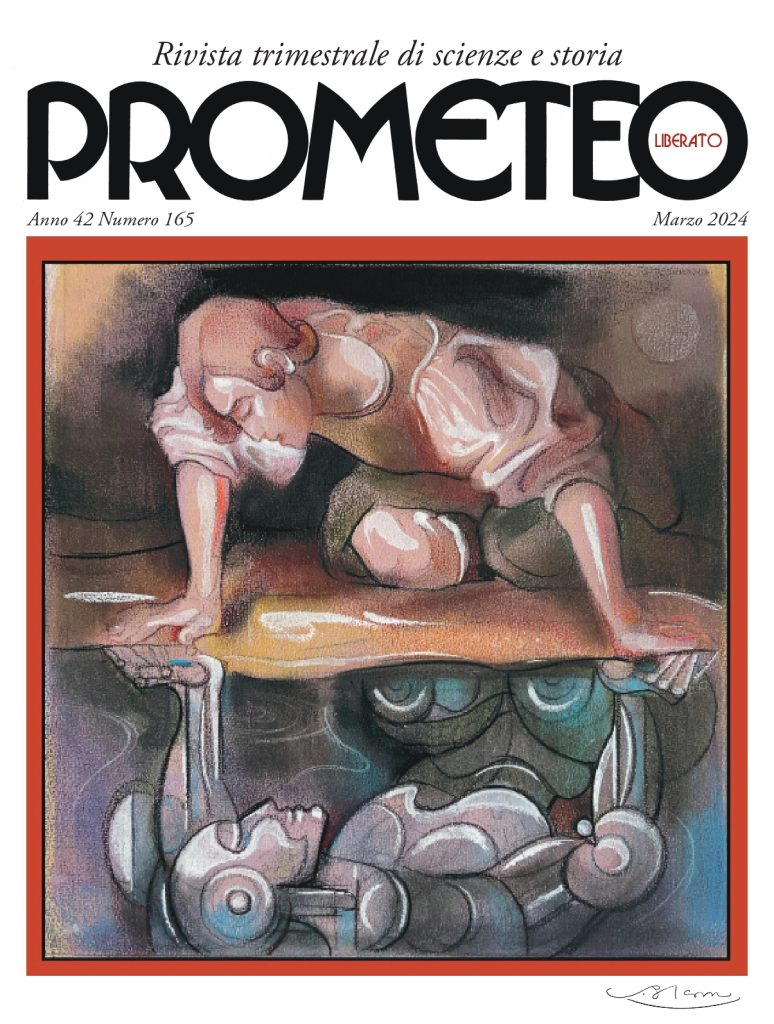 Rivista trimestrale di scienze e storia
PROMETEO
LIBERATO
Anno 42 Numero 165
Marzo 2024